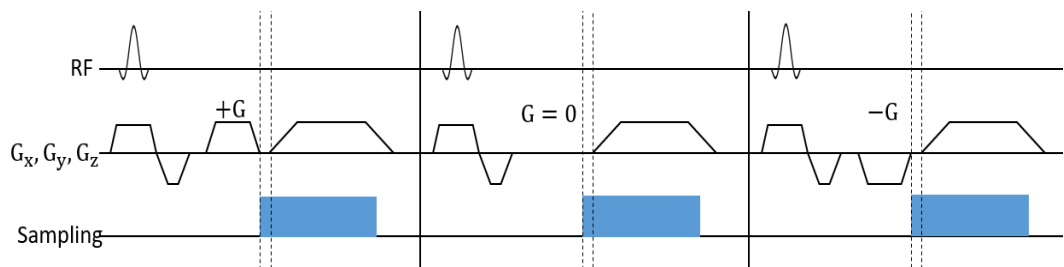 RF
+G
G = 0
−G
Gx, Gy, Gz
Sampling